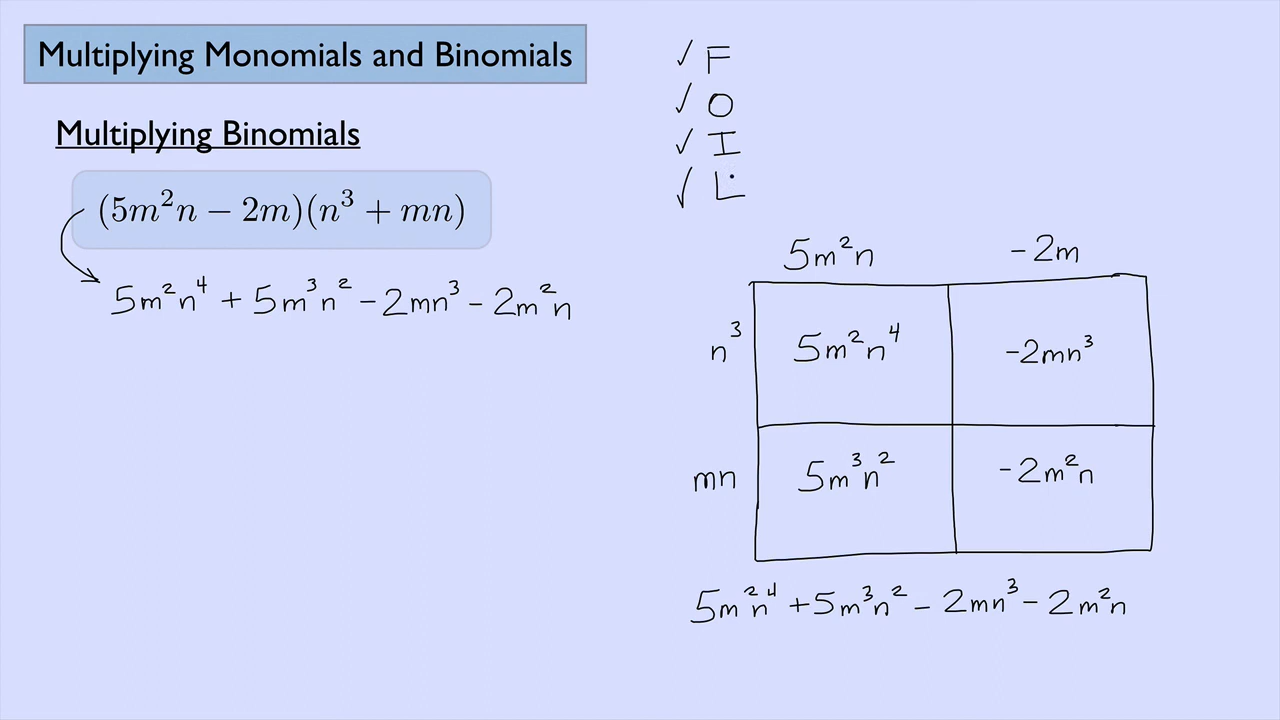 Multiplying Monomials and Binomials
Multiplying Binomials
(5m²n − 2m)(n³ + mn)
5m²n⁴ + 5m³n² − 2mn³ − 2m²n
✓ F
✓ O
✓ I
✓ L
5m²n −2m
n³ 5m²n⁴ −2mn³
mn 5m³n² −2m²n
5m²n⁴ + 5m³n² − 2mn³ − 2m²n